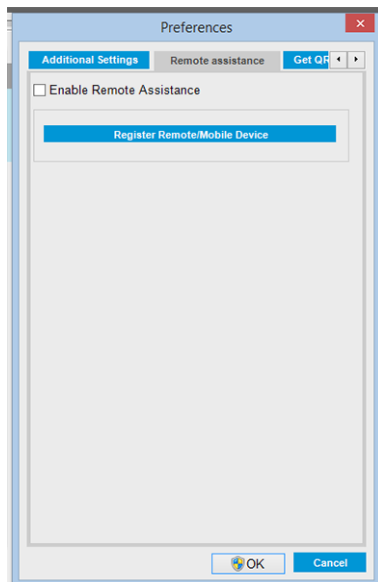 Preferences
Additional Settings
Remote assistance
Get QR
Enable Remote Assistance
Register Remote/Mobile Device
OK
Cancel